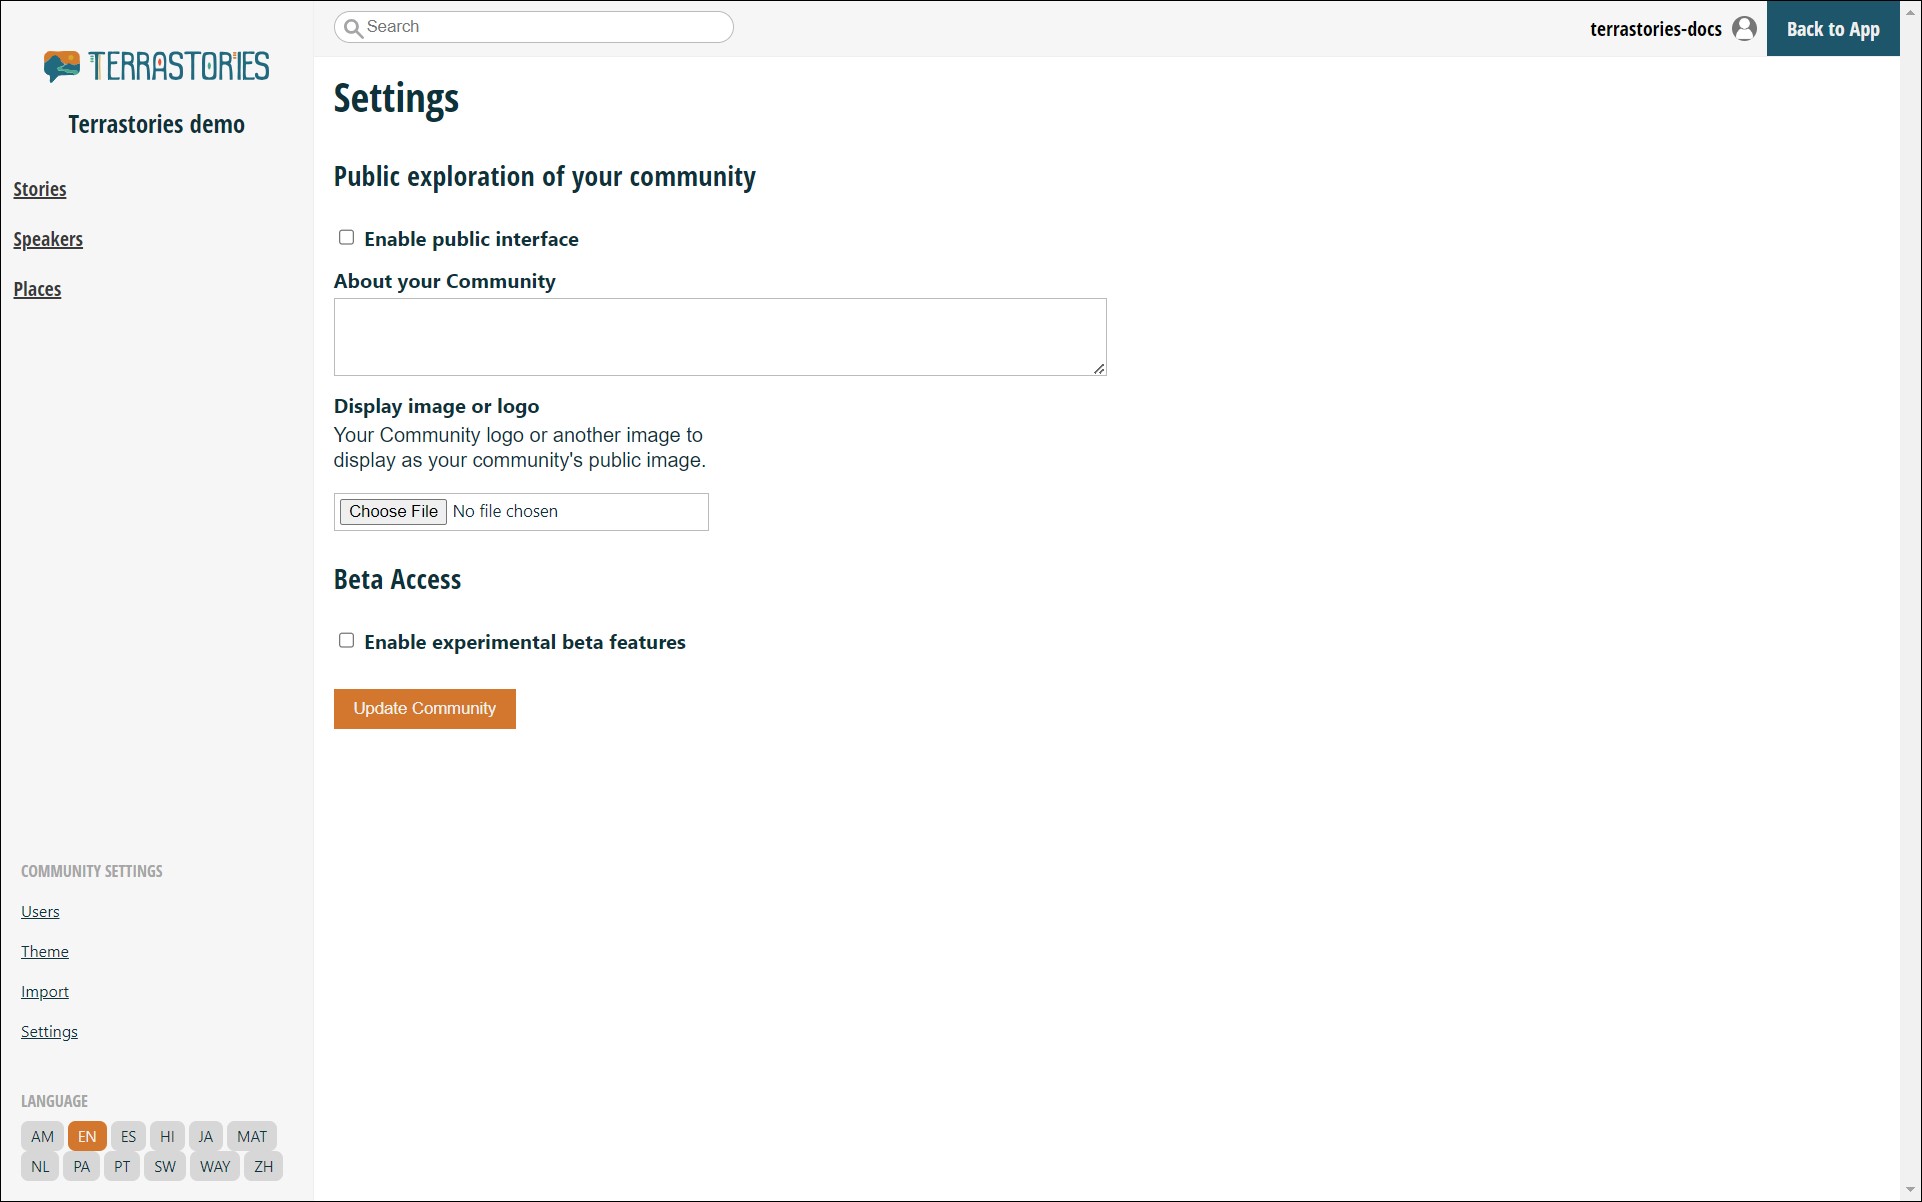 TERRASTORIES
Terrastories demo
Stories
Speakers
Places
COMMUNITY SETTINGS
Users
Theme
Import
Settings
LANGUAGE
AM EN ES HI JA MAT
NL PA PT SW WAY ZH
Search
terrastories-docs
Back to App
Settings
Public exploration of your community
Enable public interface
About your Community
Display image or logo
Your Community logo or another image to
display as your community's public image.
Choose File No file chosen
Beta Access
Enable experimental beta features
Update Community